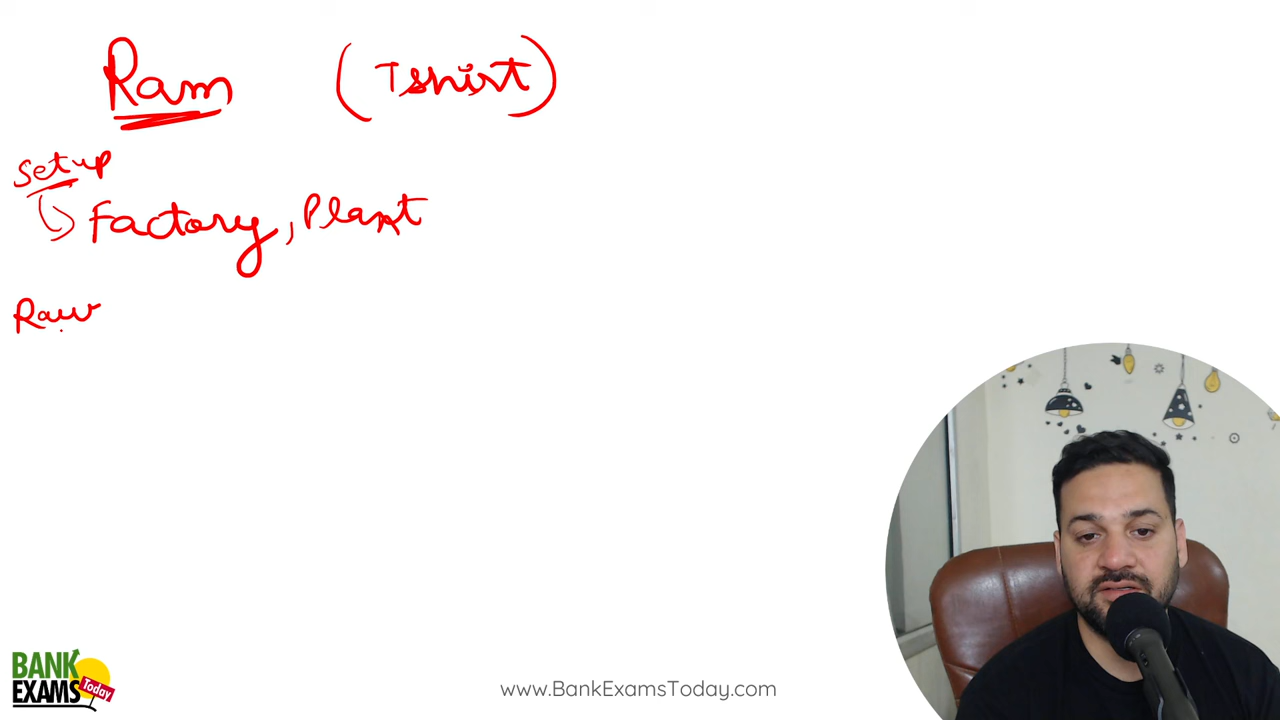 Ram (Tshirt)
Setup
Factory, Plant
Raw
BANK
EXAMS Today
www.BankExamsToday.com